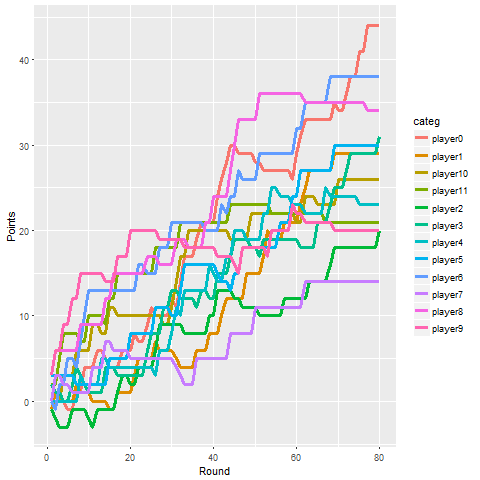 40
30
20
10
0
Points
0
20
40
60
80
Round
categ
player0
player1
player10
player11
player2
player3
player4
player5
player6
player7
player8
player9